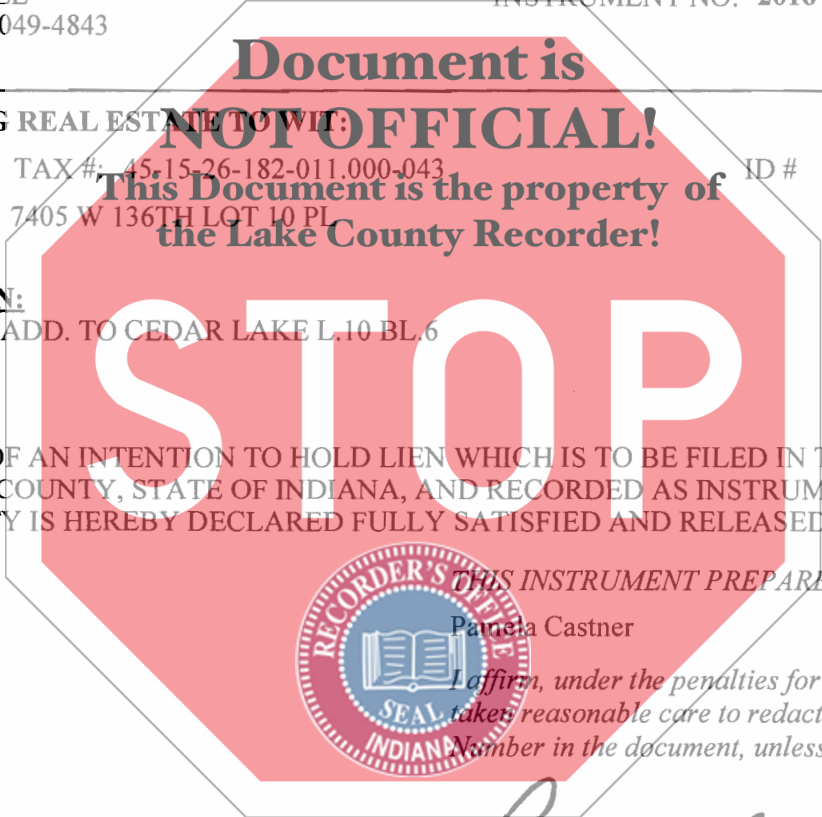 INSTRUMENT NO.
049-4843
Document is
REAL ESTATE TO WIT:
NOT OFFICIAL!
TAX #: 45-15-26-182-011.000-043 ID #
This Document is the property of
7405 W 136TH LOT 10 PL
the Lake County Recorder!
N:
ADD. TO CEDAR LAKE L.10 BL.6
STOP
OF AN INTENTION TO HOLD LIEN WHICH IS TO BE FILED IN
COUNTY, STATE OF INDIANA, AND RECORDED AS INSTRUM
Y IS HEREBY DECLARED FULLY SATISFIED AND RELEASED
THIS INSTRUMENT PREPARE
RECORDER'S OFFICE
Pamela Castner
I affirm, under the penalties for
SEAL
taken reasonable care to redact
INDIANA
Number in the document, unless